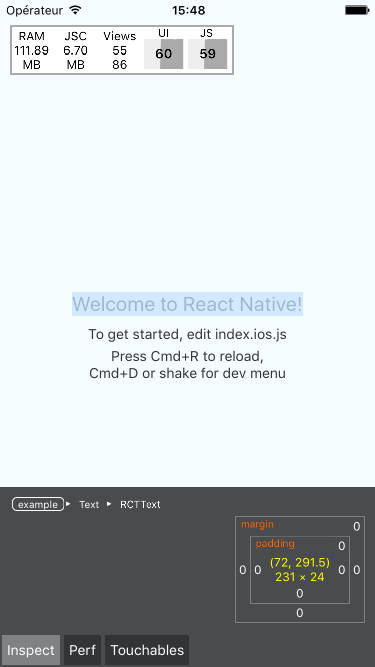 Opérateur 15:48
RAM JSC Views UI JS
111.89 6.70 55 60 59
MB MB 86
Welcome to React Native!
To get started, edit index.ios.js
Press Cmd+R to reload,
Cmd+D or shake for dev menu
example ▸ Text ▸ RCTText
margin 0
padding 0
0 0 (72, 291.5) 0 0
231 × 24
0
0
Inspect Perf Touchables